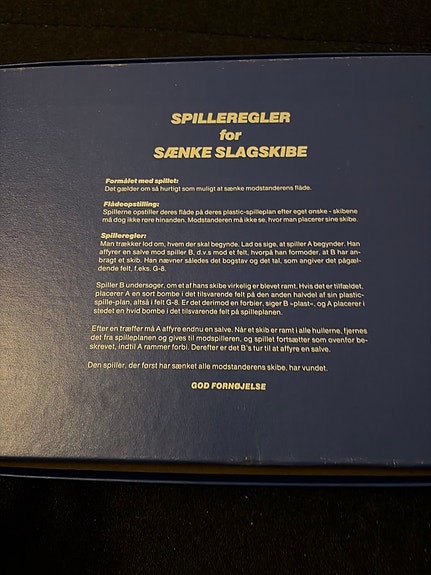 SPILLEREGLER
for
SÆNKE SLAGSKIBE
Formålet med spillet:
Det gælder om så hurtigt som muligt at sænke modstanderens flåde.
Flådeopstilling:
Spillerne opstiller deres flåde på deres plastic-spilleplan efter eget ønske - skibene
må dog ikke røre hinanden. Modstanderen må ikke se, hvor man placerer sine skibe.
Spilleregler:
Man trækker lod om, hvem der skal begynde. Lad os sige, at spiller A begynder. Han
affyrer en salve mod spiller B, d.v.s mod et felt, hvorpå han formoder, at B har an-
bragt et skib. Han nævner således det bogstav og det tal, som angiver det pågæl-
dende felt, f.eks. G-8.
Spiller B undersøger, om et af hans skibe virkelig er blevet ramt. Hvis det er tilfældet,
placerer A en sort bombe i det tilsvarende felt på den anden halvdel af sin plastic-
spille-plan, altså i felt G-8. Er det derimod en forbier, siger B »plast«, og A placerer i
stedet en hvid bombe i det tilsvarende felt på spilleplanen.
Efter en træffer må A affyre endnu en salve. Når et skib er ramt i alle hullerne, fjernes
det fra spilleplanen og gives til modspilleren, og spillet fortsætter som ovenfor be-
skrevet, indtil A rammer forbi. Derefter er det B's tur til at affyre en salve.
Den spiller, der først har sænket alle modstanderens skibe, har vundet.
GOD FORNØJELSE